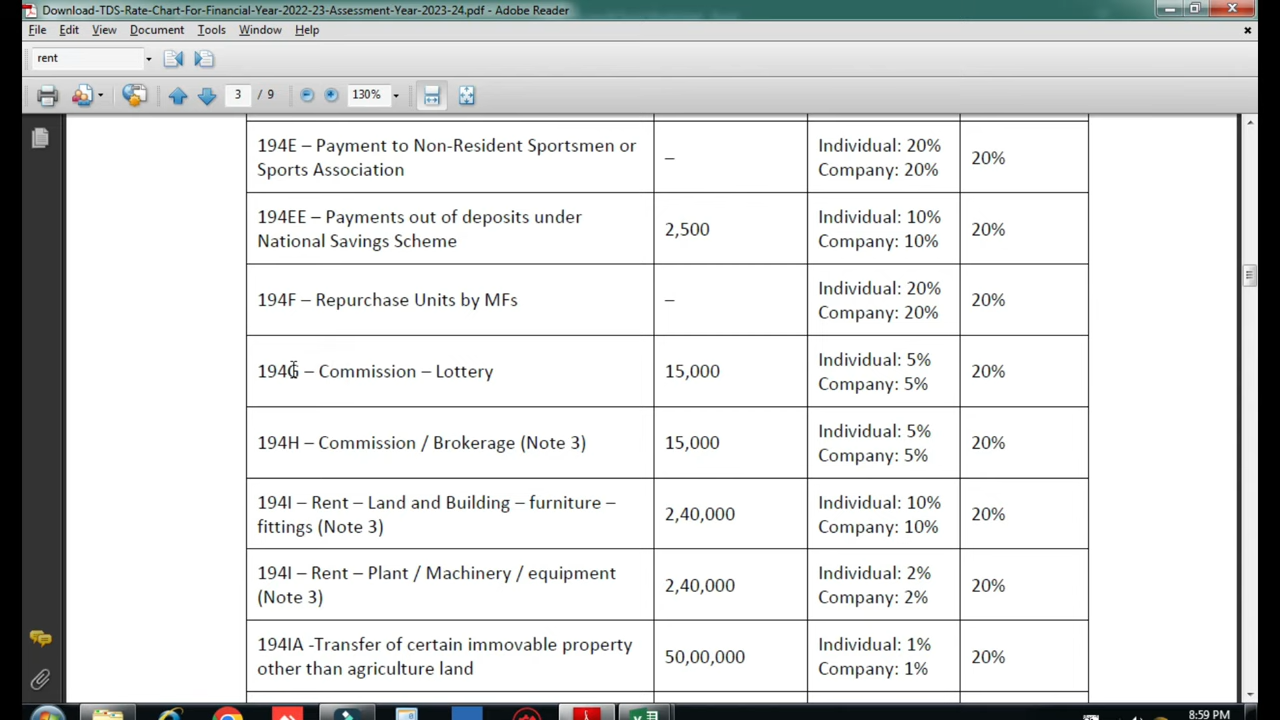 Download-TDS-Rate-Chart-For-Financial-Year-2022-23-Assessment-Year-2023-24.pdf - Adobe Reader
File Edit View Document Tools Window Help
rent
3 / 9 130%
194E – Payment to Non-Resident Sportsmen or
Sports Association
–
Individual: 20%
Company: 20%
20%
194EE – Payments out of deposits under
National Savings Scheme
2,500
Individual: 10%
Company: 10%
20%
194F – Repurchase Units by MFs
–
Individual: 20%
Company: 20%
20%
194G – Commission – Lottery
15,000
Individual: 5%
Company: 5%
20%
194H – Commission / Brokerage (Note 3)
15,000
Individual: 5%
Company: 5%
20%
194I – Rent – Land and Building – furniture –
fittings (Note 3)
2,40,000
Individual: 10%
Company: 10%
20%
194I – Rent – Plant / Machinery / equipment
(Note 3)
2,40,000
Individual: 2%
Company: 2%
20%
194IA -Transfer of certain immovable property
other than agriculture land
50,00,000
Individual: 1%
Company: 1%
20%
8:59 PM